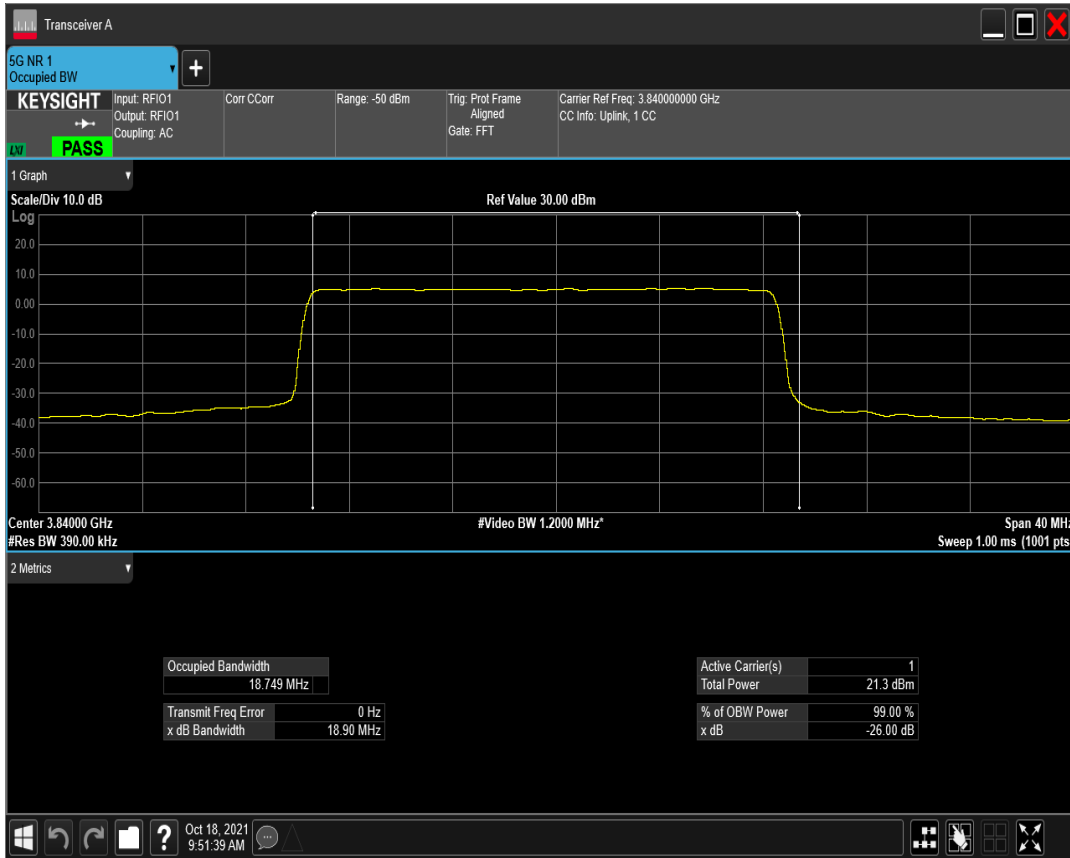 Transceiver A
5G NR 1
Occupied BW
KEYSIGHT
LXI
PASS
Input: RFIO1
Output: RFIO1
Coupling: AC
Corr CCorr
Range: -50 dBm
Trig: Prot Frame
Aligned
Gate: FFT
Carrier Ref Freq: 3.840000000 GHz
CC Info: Uplink, 1 CC
1 Graph
Scale/Div 10.0 dB
Ref Value 30.00 dBm
Log
20.0
10.0
0.00
-10.0
-20.0
-30.0
-40.0
-50.0
-60.0
Center 3.84000 GHz
#Video BW 1.2000 MHz*
Span 40 MHz
#Res BW 390.00 kHz
Sweep 1.00 ms (1001 pts
2 Metrics
Occupied Bandwidth
18.749 MHz
Transmit Freq Error 0 Hz
x dB Bandwidth 18.90 MHz
Active Carrier(s) 1
Total Power 21.3 dBm
% of OBW Power 99.00 %
x dB -26.00 dB
?
Oct 18, 2021
9:51:39 AM